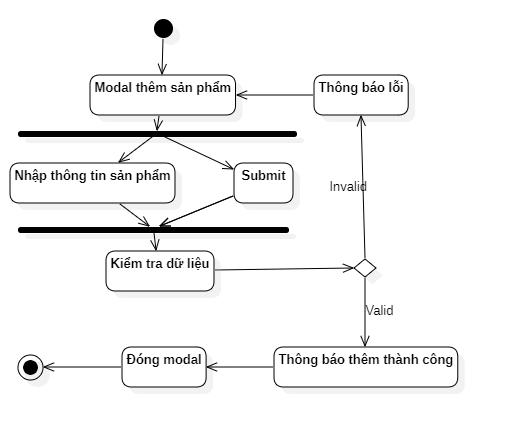 Modal thêm sản phẩm
Thông báo lỗi
Nhập thông tin sản phẩm
Submit
Invalid
Kiểm tra dữ liệu
Valid
Đóng modal
Thông báo thêm thành công